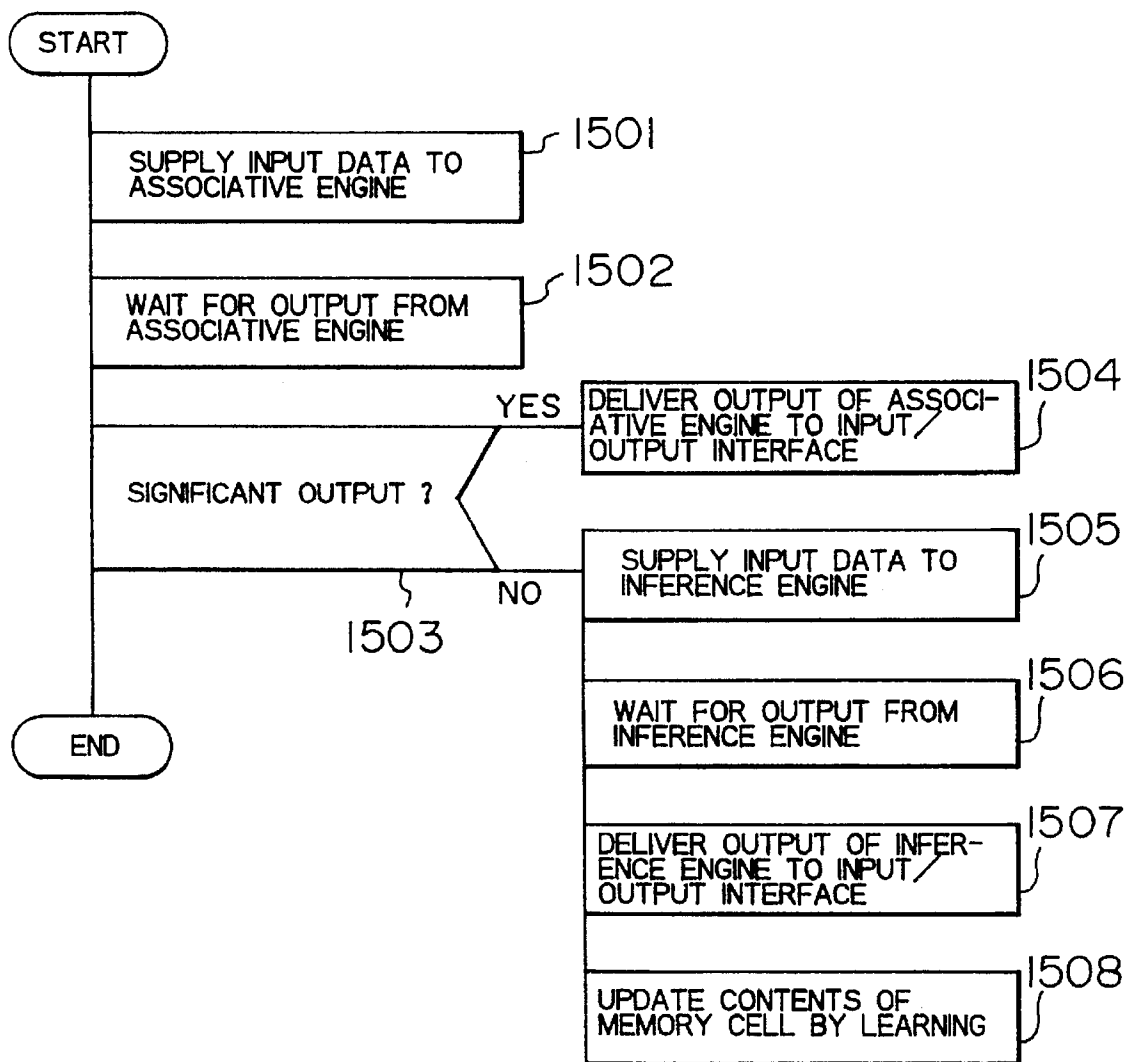 START
1501
SUPPLY INPUT DATA TO
ASSOCIATIVE ENGINE
1502
WAIT FOR OUTPUT FROM
ASSOCIATIVE ENGINE
1504
YES
DELIVER OUTPUT OF ASSOCI-
ATIVE ENGINE TO INPUT/
OUTPUT INTERFACE
SIGNIFICANT OUTPUT ?
1503
NO
1505
SUPPLY INPUT DATA TO
INFERENCE ENGINE
1506
WAIT FOR OUTPUT FROM
INFERENCE ENGINE
1507
DELIVER OUTPUT OF INFER-
ENCE ENGINE TO INPUT/
OUTPUT INTERFACE
1508
UPDATE CONTENTS OF
MEMORY CELL BY LEARNING
END